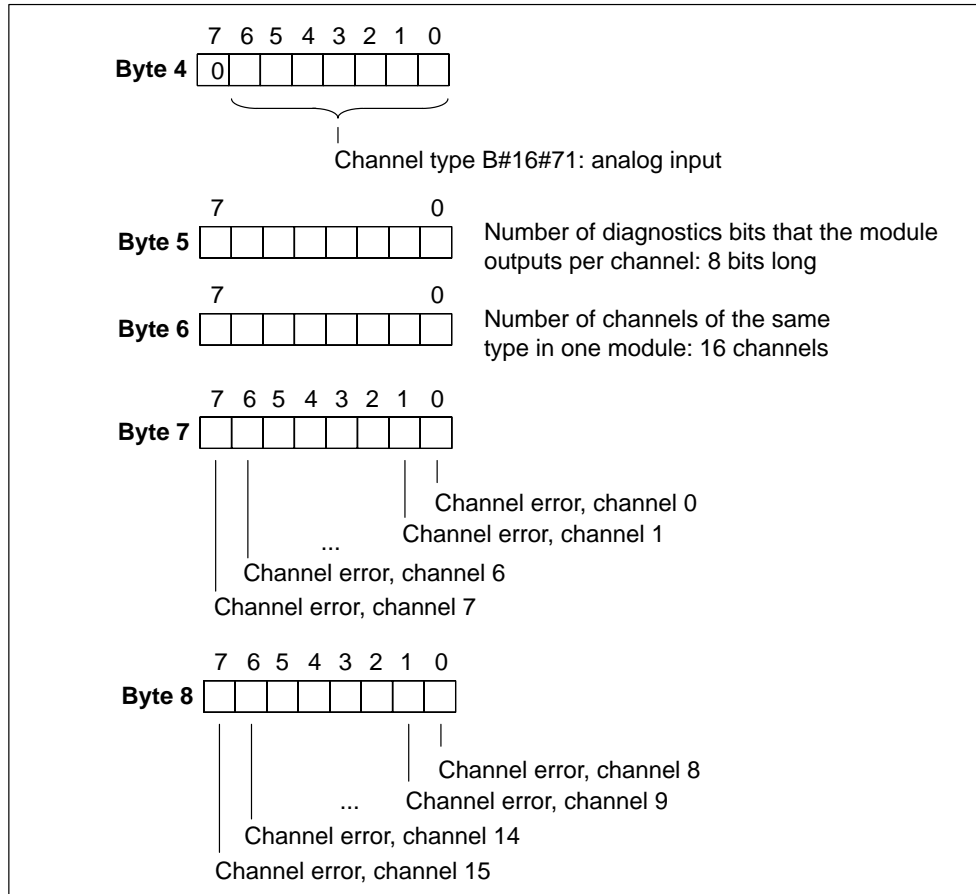 7 6 5 4 3 2 1 0
Byte 4 0
Channel type B#16#71: analog input
7 0
Byte 5
Number of diagnostics bits that the module
outputs per channel: 8 bits long
7 0
Byte 6
Number of channels of the same
type in one module: 16 channels
7 6 5 4 3 2 1 0
Byte 7
Channel error, channel 0
Channel error, channel 1
...
Channel error, channel 6
Channel error, channel 7
7 6 5 4 3 2 1 0
Byte 8
Channel error, channel 8
... Channel error, channel 9
Channel error, channel 14
Channel error, channel 15